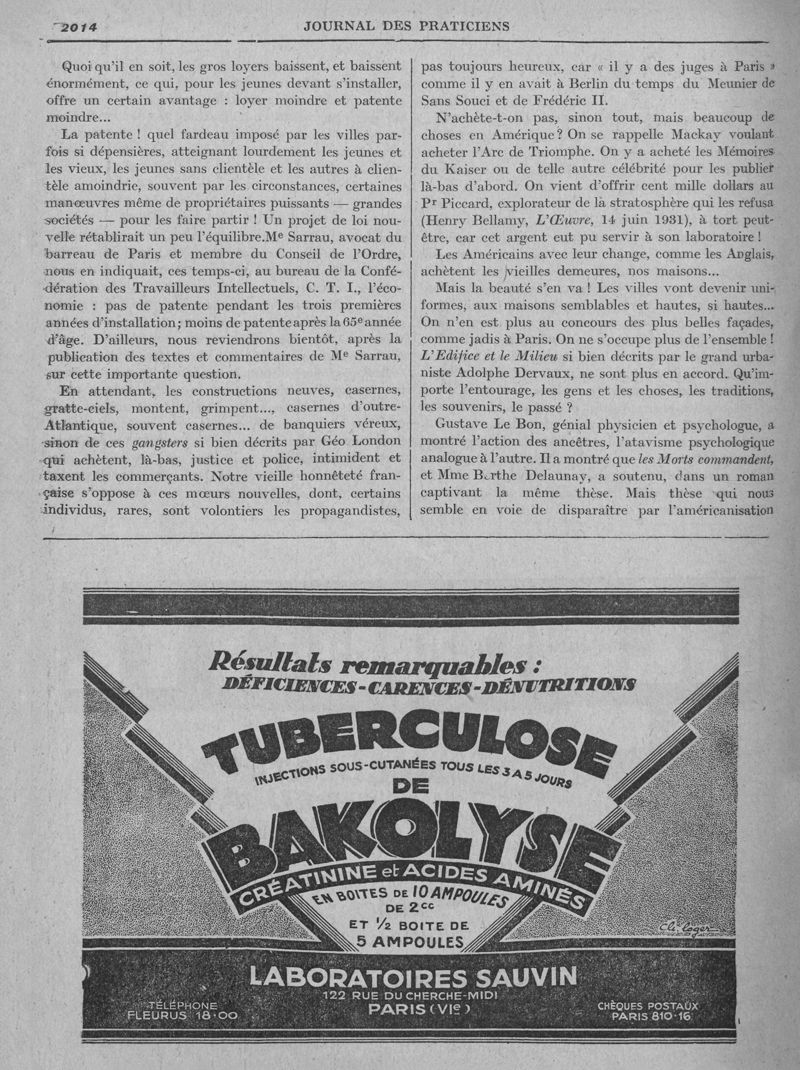 2014
JOURNAL DES PRATICIENS
Quoi qu'il en soit, les gros loyers baissent, et baissent
énormément, ce qui, pour les jeunes devant s'installer,
offre un certain avantage : loyer moindre et patente
moindre...
La patente ! quel fardeau imposé par les villes par-
fois si dépensières, atteignant lourdement les jeunes et
les vieux, les jeunes sans clientèle et les autres à clien-
tèle amoindrie, souvent par les circonstances, certaines
manœuvres même de propriétaires puissants — grandes
sociétés — pour les faire partir ! Un projet de loi nou-
velle rétablirait un peu l'équilibre.Me Sarrau, avocat du
barreau de Paris et membre du Conseil de l'Ordre,
nous en indiquait, ces temps-ci, au bureau de la Confé-
dération des Travailleurs Intellectuels, C. T. I., l'éco-
nomie : pas de patente pendant les trois premières
années d'installation; moins de patente après la 65e année
d'âge. D'ailleurs, nous reviendrons bientôt, après la
publication des textes et commentaires de Me Sarrau,
sur cette importante question.
En attendant, les constructions neuves, casernes,
gratte-ciels, montent, grimpent..., casernes d'outre-
Atlantique, souvent casernes... de banquiers véreux,
sinon de ces gangsters si bien décrits par Géo London
qui achètent, là-bas, justice et police, intimident et
taxent les commerçants. Notre vieille honnêteté fran-
çaise s'oppose à ces mœurs nouvelles, dont, certains
individus, rares, sont volontiers les propagandistes,
pas toujours heureux, car « il y a des juges à Paris »
comme il y en avait à Berlin du temps du Meunier de
Sans Souci et de Frédéric II.
N'achète-t-on pas, sinon tout, mais beaucoup de
choses en Amérique? On se rappelle Mackay voulant
acheter l'Arc de Triomphe. On y a acheté les Mémoires
du Kaiser ou de telle autre célébrité pour les publier
là-bas d'abord. On vient d'offrir cent mille dollars au
Pr Piccard, explorateur de la stratosphère qui les refusa
(Henry Bellamy, L'Œuvre, 14 juin 1931), à tort peut-
être, car cet argent eut pu servir à son laboratoire !
Les Américains avec leur change, comme les Anglais,
achètent les vieilles demeures, nos maisons...
Mais la beauté s'en va ! Les villes vont devenir uni-
formes, aux maisons semblables et hautes, si hautes...
On n'en est plus au concours des plus belles façades,
comme jadis à Paris. On ne s'occupe plus de l'ensemble !
L'Edifice et le Milieu si bien décrits par le grand urba-
niste Adolphe Dervaux, ne sont plus en accord. Qu'im-
porte l'entourage, les gens et les choses, les traditions,
les souvenirs, le passé ?
Gustave Le Bon, génial physicien et psychologue, a
montré l'action des ancêtres, l'atavisme psychologique
analogue à l'autre. Il a montré que les Morts commandent,
et Mme Berthe Delaunay, a soutenu, dans un roman
captivant la même thèse. Mais thèse qui nous
semble en voie de disparaître par l'américanisation
Résultats remarquables :
DÉFICIENCES-CARENCES-DÉNUTRITIONS
TUBERCULOSE
INJECTIONS SOUS-CUTANÉES TOUS LES 3 A 5 JOURS
DE
BAKOLYSE
CRÉATININE et ACIDES AMINÉS
EN BOITES DE 10 AMPOULES
DE 2cc
ET 1/2 BOITE DE
5 AMPOULES
Ch. Loger
LABORATOIRES SAUVIN
122 RUE DU CHERCHE-MIDI
PARIS (VIe)
TÉLÉPHONE
FLEURUS 18-00
CHÈQUES POSTAUX
PARIS 810-16